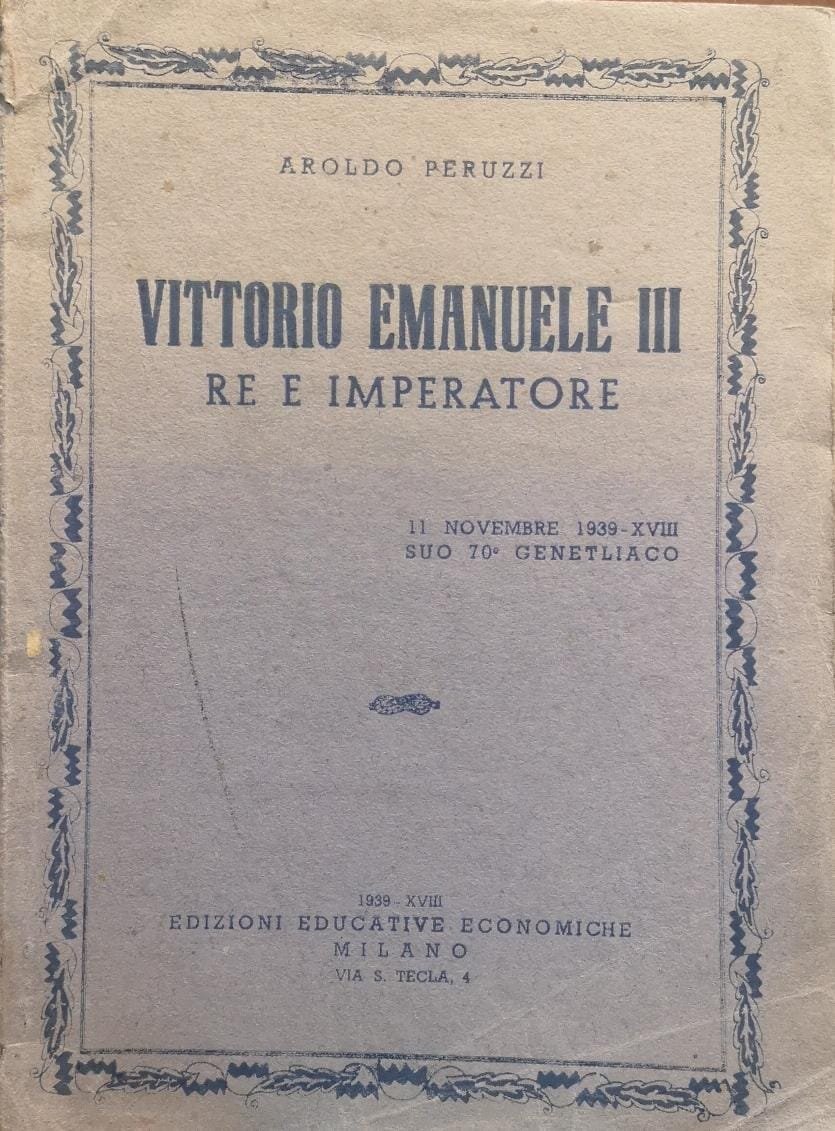 AROLDO PERUZZI
VITTORIO EMANUELE III
RE E IMPERATORE
11 NOVEMBRE 1939-XVIII
SUO 70º GENETLIACO
1939-XVIII
EDIZIONI EDUCATIVE ECONOMICHE
MILANO
VIA S. TECLA, 4